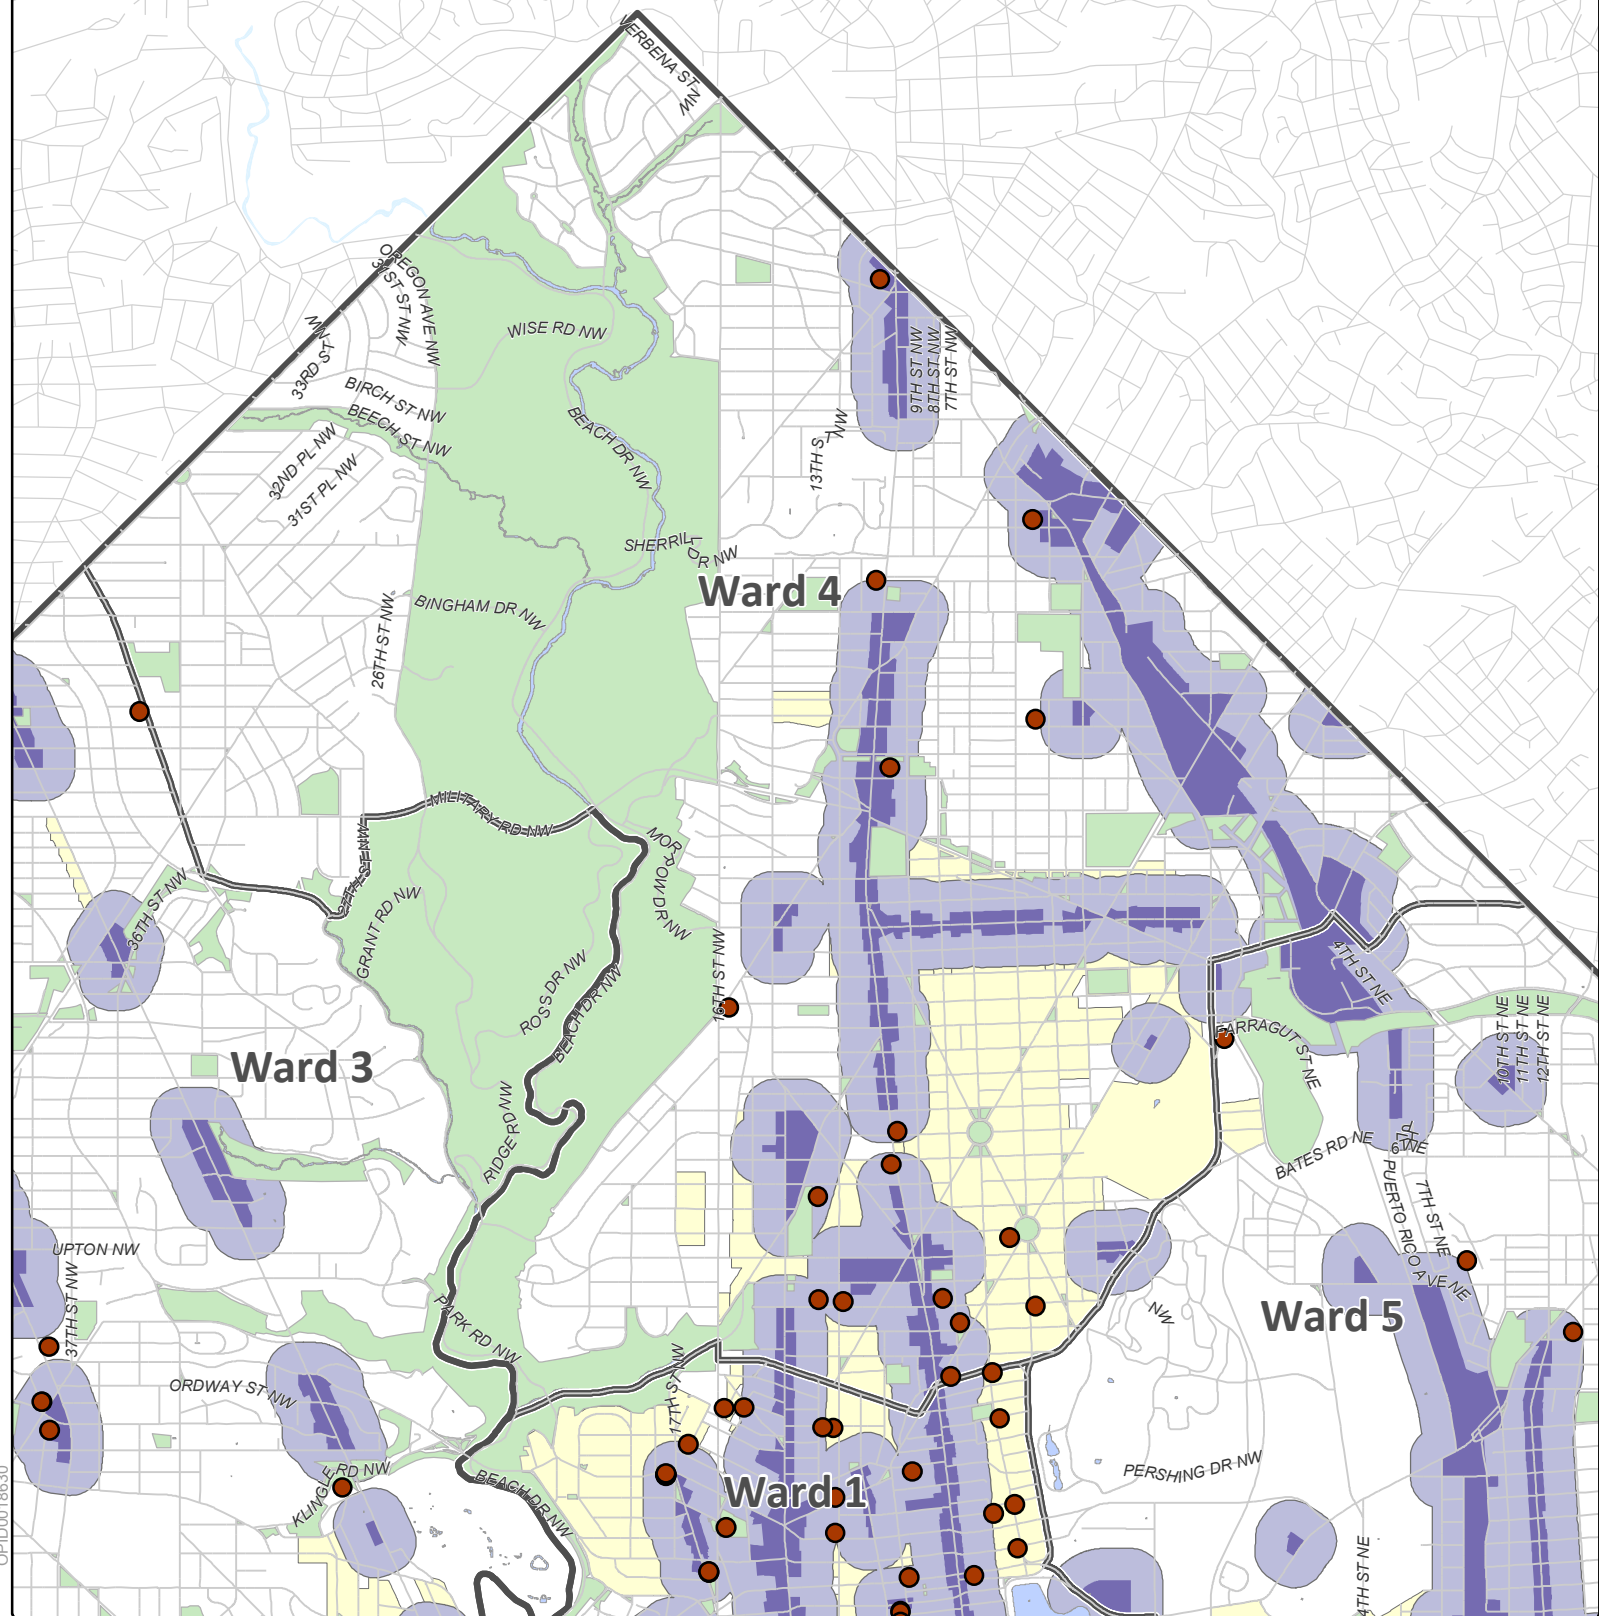 VERBENA ST NW
OREGON AVE NW
31ST ST NW
33RD ST NW
WISE RD NW
BIRCH ST NW
BEECH ST NW
32ND PL NW
31ST PL NW
BEACH DR NW
9TH ST NW
8TH ST NW
7TH ST NW
13TH ST NW
SHERRILL DR NW
Ward 4
BINGHAM DR NW
26TH ST NW
MILITARY RD NW
27TH ST NW
MORROW DR NW
36TH ST NW
GRANT RD NW
16TH ST NW
ROSS DR NW
BEACH DR NW
4TH ST NE
FARRAGUT ST NE
10TH ST NE
11TH ST NE
12TH ST NE
Ward 3
RIDGE RD NW
BATES RD NE
6TH PL NE
PUERTO RICO AVE NE
7TH ST NE
UPTON NW
37TH ST NW
PARK RD NW
NW
Ward 5
17TH ST NW
ORDWAY ST NW
KLINGLE RD NW
BEACH DR NW
Ward 1
PERSHING DR NW
4TH ST NE
OPID0018630